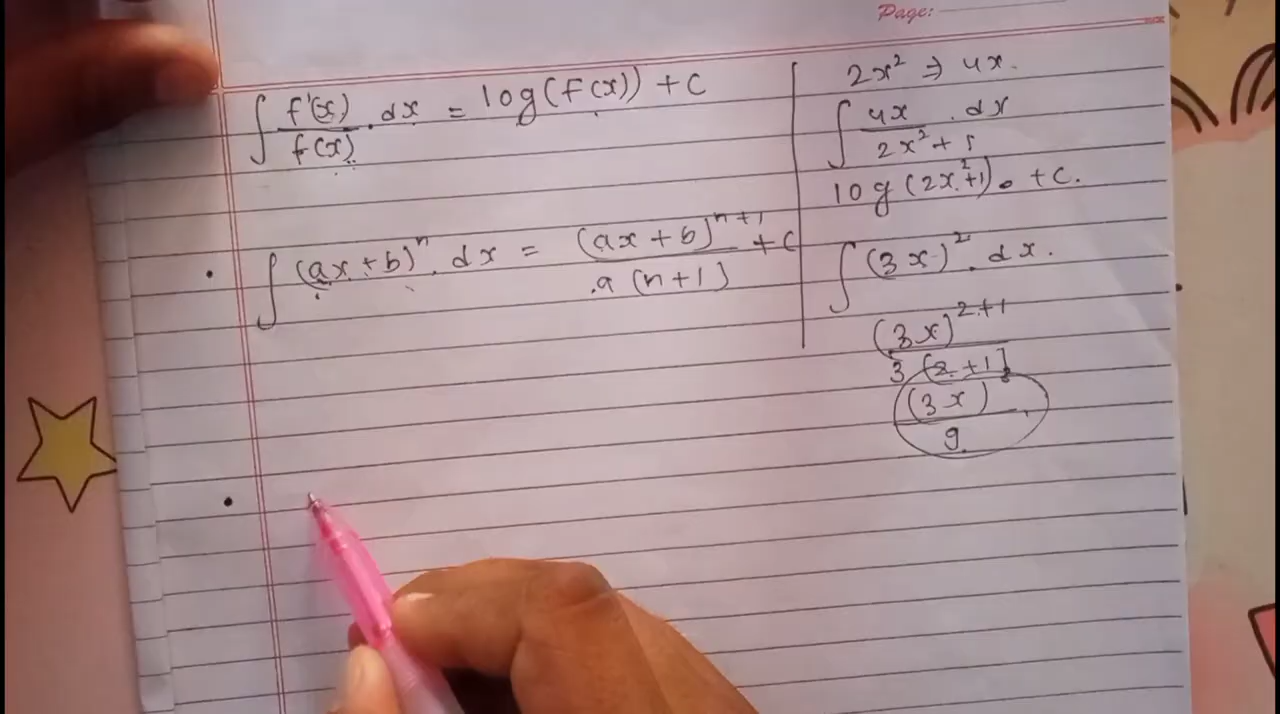 Page:
∫ f'(x)/f(x) . dx = log(f(x)) + c
∫ (ax+b)^n . dx = (ax+b)^(n+1) / a(n+1) + c
2x² ⇒ 4x.
∫ 4x/(2x²+1) . dx
log(2x²+1) . + c.
∫ (3x)² . dx.
(3x)^(2+1)
3 [2+1]
(3x)³
9.